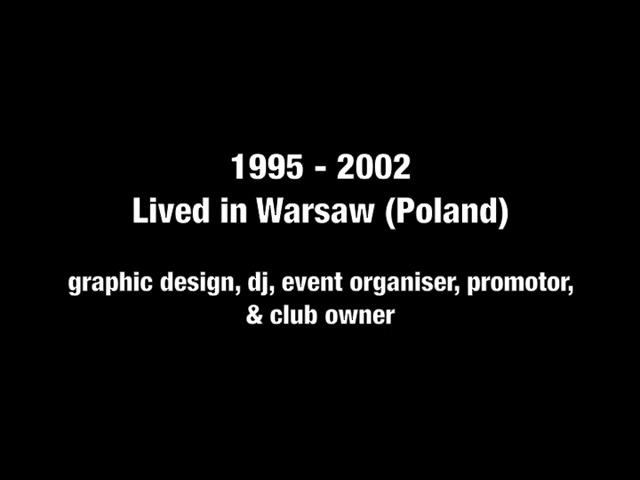 1995 - 2002
Lived in Warsaw (Poland)
graphic design, dj, event organiser, promotor,
& club owner